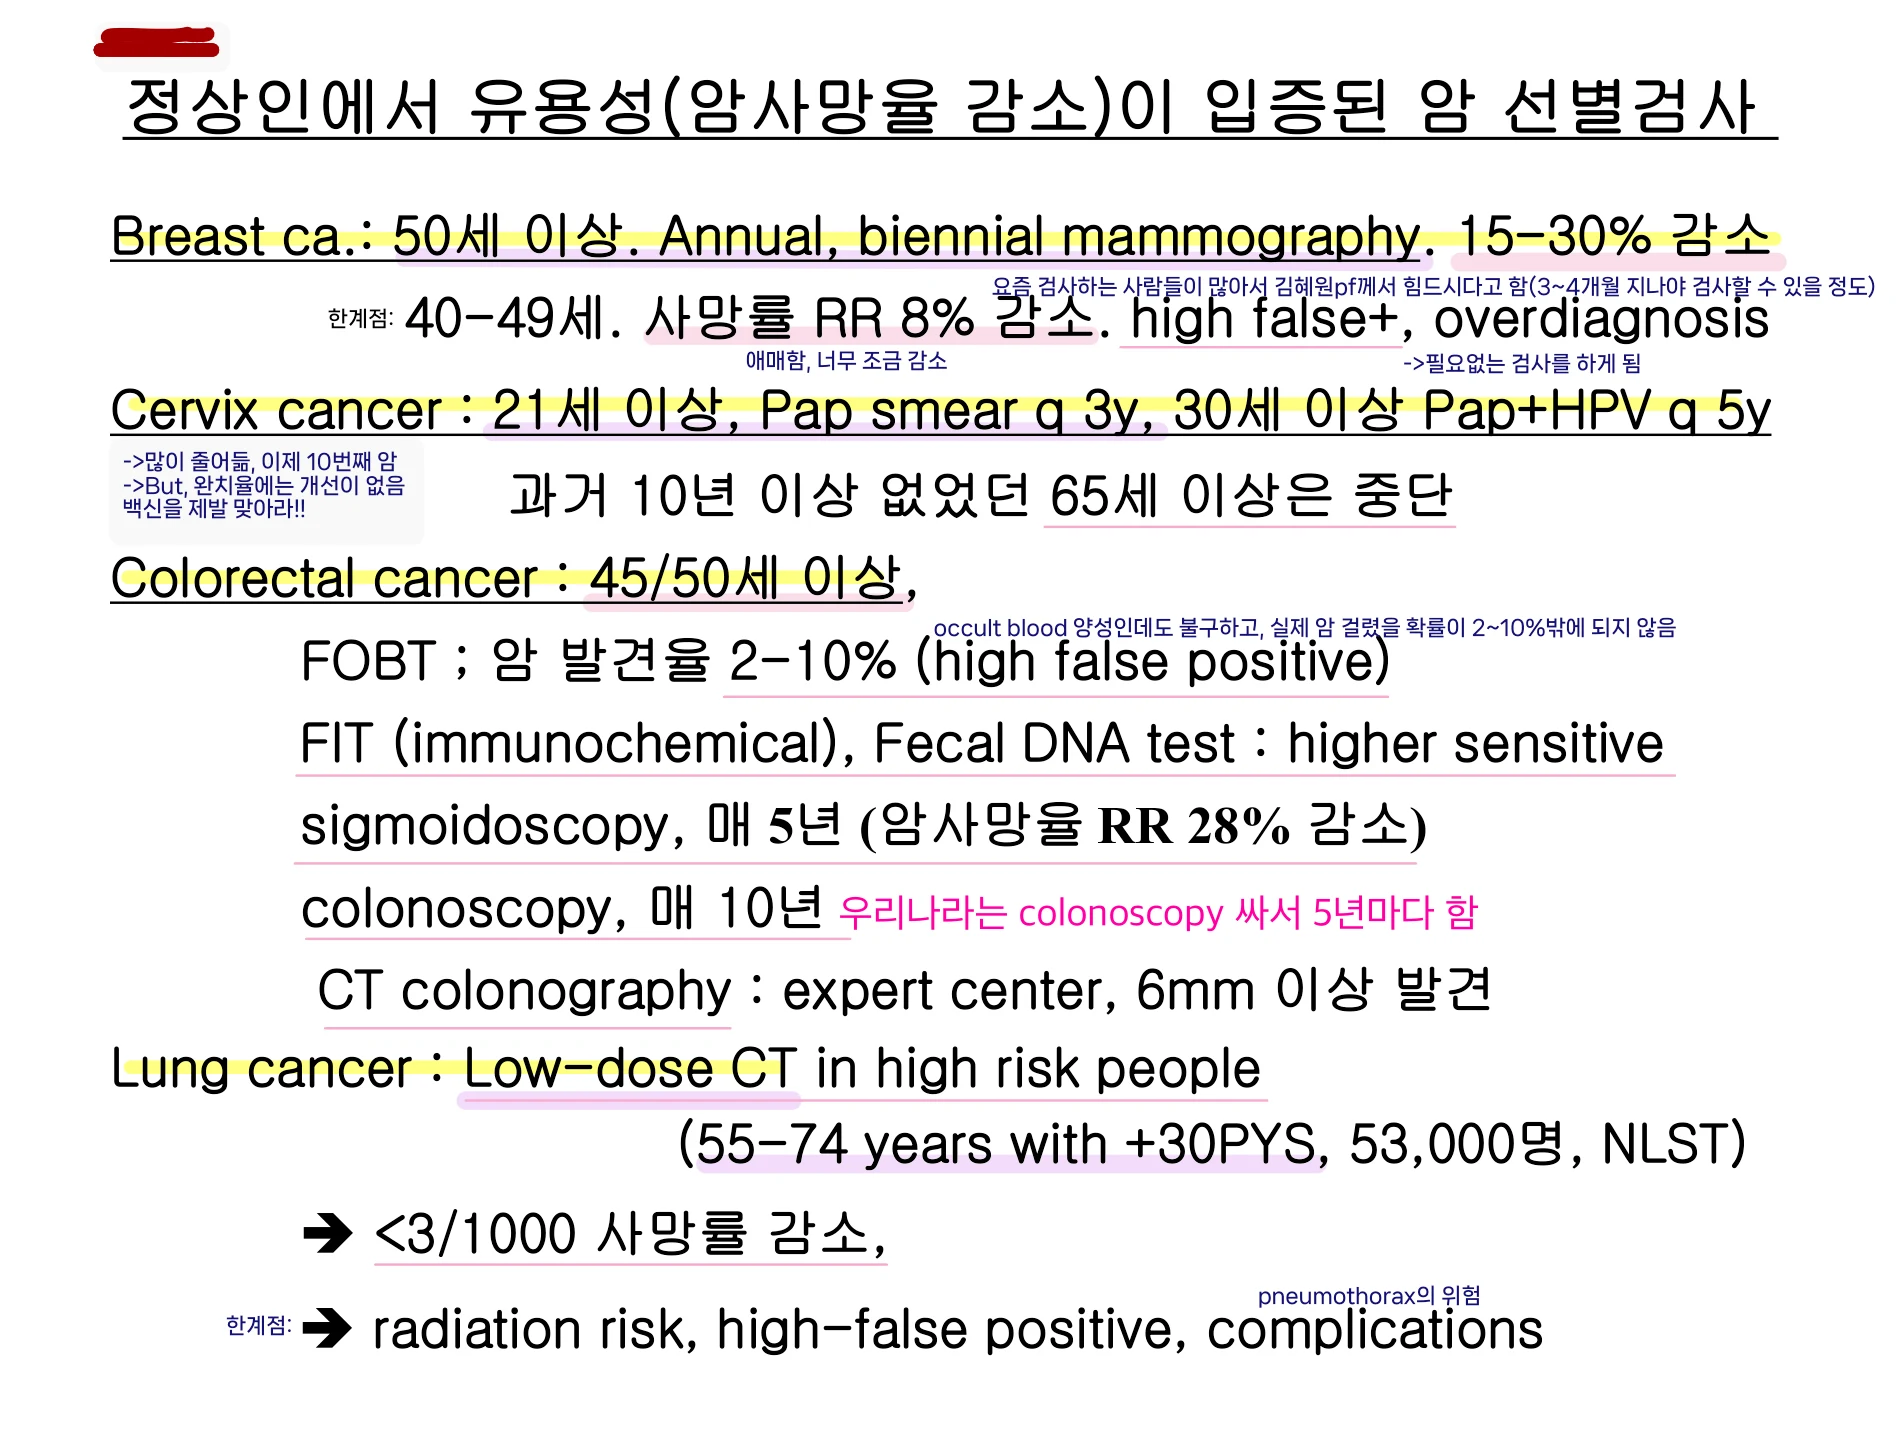 정상인에서 유용성(암사망율 감소)이 입증된 암 선별검사
Breast ca.: 50세 이상. Annual, biennial mammography. 15-30% 감소
요즘 검사하는 사람들이 많아서 김혜원pf께서 힘드시다고 함(3~4개월 지나야 검사할 수 있을 정도)
한계점: 40-49세. 사망률 RR 8% 감소. high false+, overdiagnosis
애매함, 너무 조금 감소
->필요없는 검사를 하게 됨
Cervix cancer : 21세 이상, Pap smear q 3y, 30세 이상 Pap+HPV q 5y
->많이 줄어듦, 이제 10번째 암
->But, 완치율에는 개선이 없음
백신을 제발 맞아라!!
과거 10년 이상 없었던 65세 이상은 중단
Colorectal cancer : 45/50세 이상,
occult blood 양성인데도 불구하고, 실제 암 걸렸을 확률이 2~10%밖에 되지 않음
FOBT ; 암 발견율 2-10% (high false positive)
FIT (immunochemical), Fecal DNA test : higher sensitive
sigmoidoscopy, 매 5년 (암사망율 RR 28% 감소)
colonoscopy, 매 10년 우리나라는 colonoscopy 싸서 5년마다 함
CT colonography : expert center, 6mm 이상 발견
Lung cancer : Low-dose CT in high risk people
(55-74 years with +30PYS, 53,000명, NLST)
➔ <3/1000 사망률 감소,
pneumothorax의 위험
한계점: ➔ radiation risk, high-false positive, complications